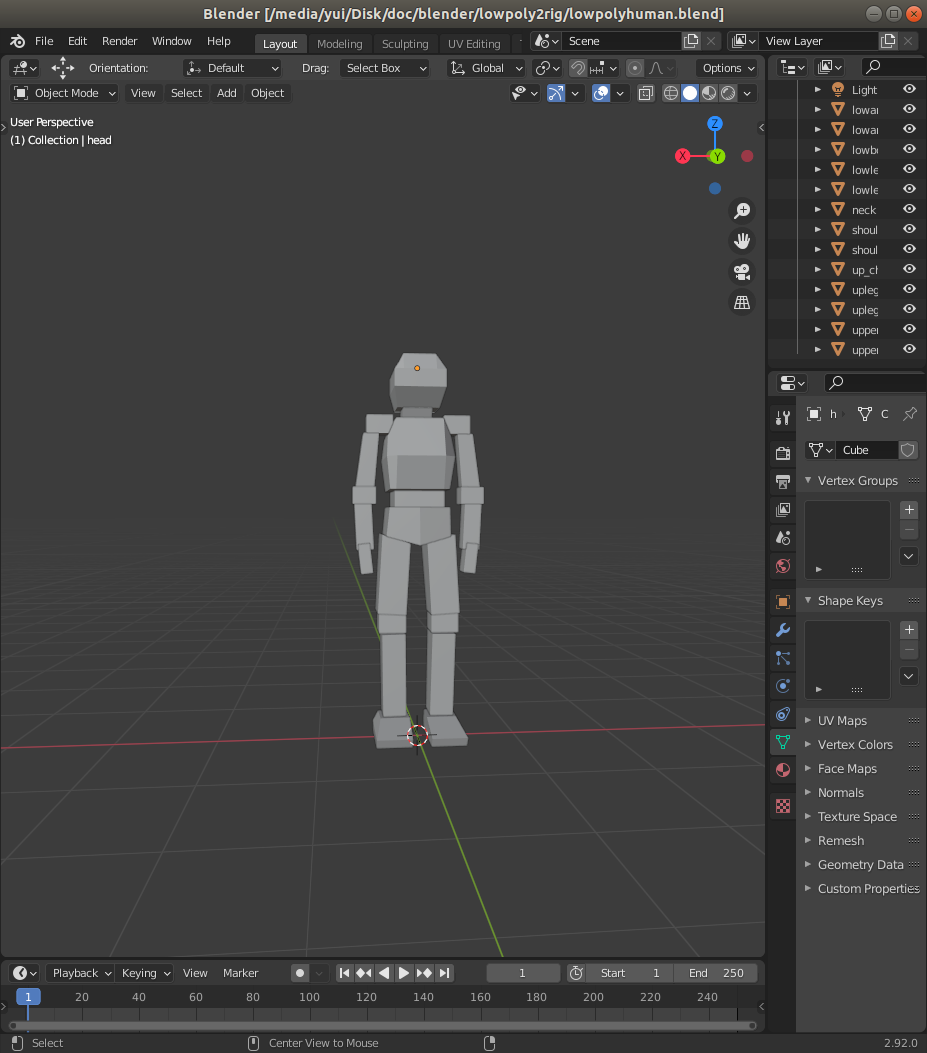 Blender [/media/yui/Disk/doc/blender/lowpoly2rig/lowpolyhuman.blend]
File Edit Render Window Help Layout Modeling Sculpting UV Editing Scene View Layer
Orientation: Default Drag: Select Box Global Options
Object Mode View Select Add Object
User Perspective
(1) Collection | head
Z
X Y
Light
lowar
lowar
lowb
lowle
lowle
neck
shoul
shoul
up_ch
upleg
upleg
upper
upper
h C
Cube
Vertex Groups
Shape Keys
UV Maps
Vertex Colors
Face Maps
Normals
Texture Space
Remesh
Geometry Data
Custom Properties
Playback Keying View Marker 1 Start 1 End 250
1 20 40 60 80 100 120 140 160 180 200 220 240
Select Center View to Mouse 2.92.0